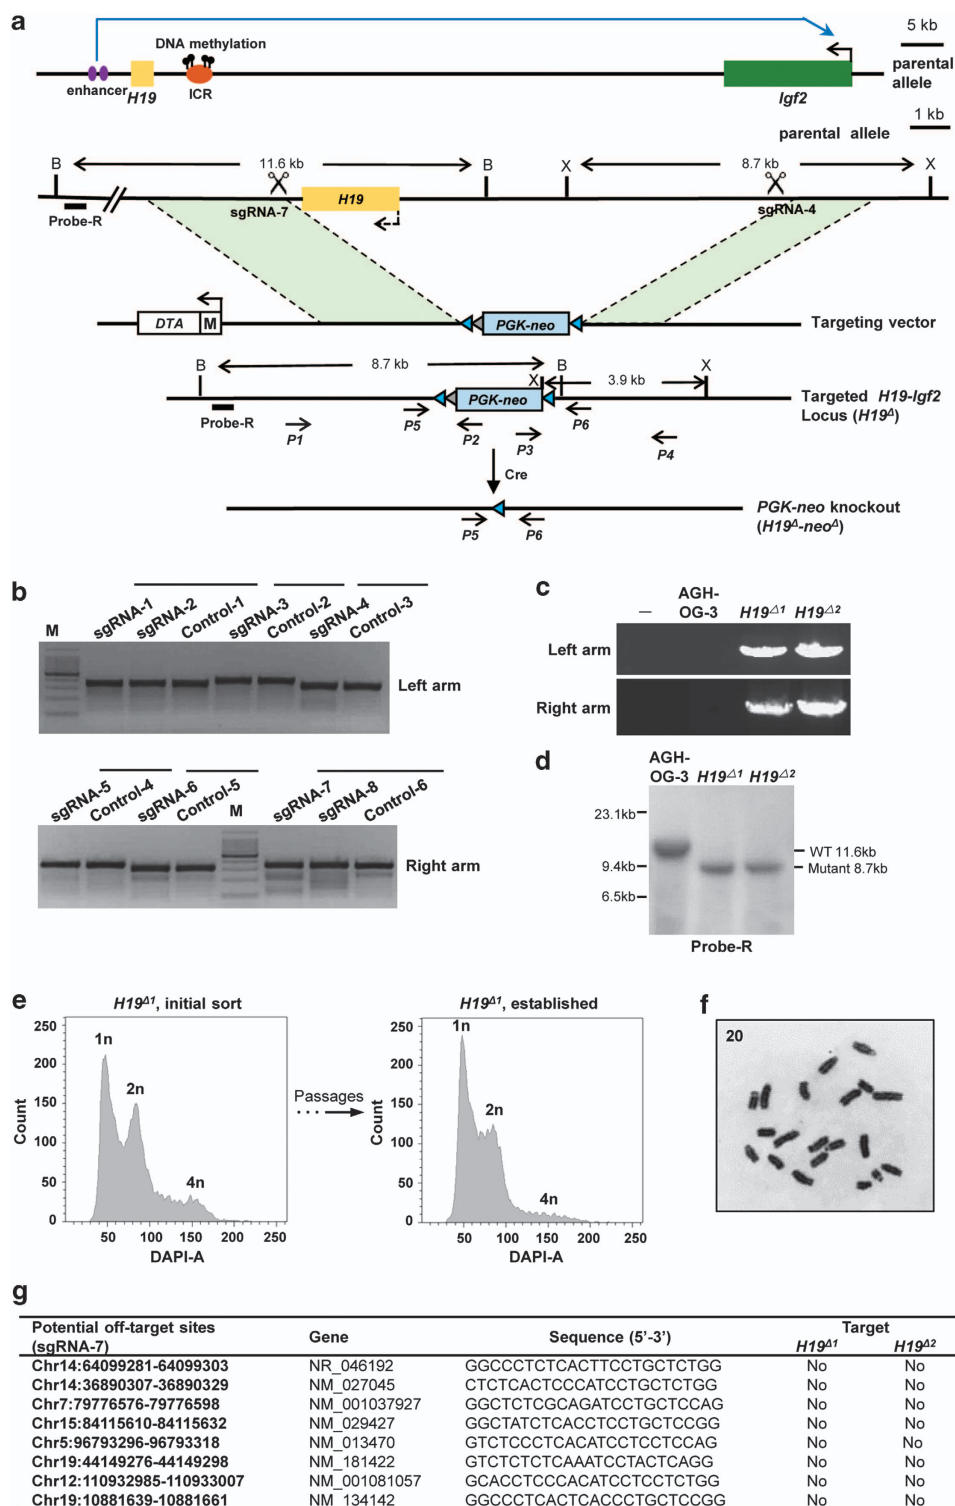 a
5 kb
DNA methylation
enhancer
H19
ICR
Igf2
parental
allele
1 kb
parental allele
B
11.6 kb
B
X
8.7 kb
X
Probe-R
sgRNA-7
H19
sgRNA-4
DTA
M
PGK-neo
Targeting vector
B
8.7 kb
X
B
3.9 kb
X
Probe-R
P5
PGK-neo
P6
Targeted H19-Igf2
Locus (H19Δ)
P1
P2
P3
P4
Cre
P5
P6
PGK-neo knockout
(H19Δ-neoΔ)
b
M
sgRNA-1
sgRNA-2
Control-1
sgRNA-3
Control-2
sgRNA-4
Control-3
Left arm
sgRNA-5
Control-4
sgRNA-6
Control-5
M
sgRNA-7
sgRNA-8
Control-6
Right arm
c
–
AGH-
OG-3
H19Δ1
H19Δ2
Left arm
Right arm
d
AGH-
OG-3
H19Δ1
H19Δ2
23.1kb
9.4kb
6.5kb
WT 11.6kb
Mutant 8.7kb
Probe-R
e
H19Δ1, initial sort
250
200
150
100
50
0
Count
1n
2n
4n
50 100 150 200 250
DAPI-A
Passages
H19Δ1, established
250
200
150
100
50
0
Count
1n
2n
4n
50 100 150 200 250
DAPI-A
f
20
g
Potential off-target sites (sgRNA-7) Gene Sequence (5'-3') Target
H19Δ1 H19Δ2
Chr14:64099281-64099303 NR_046192 GGCCCTCTCACTTCCTGCTCTGG No No
Chr14:36890307-36890329 NM_027045 CTCTCACTCCCATCCTGCTCTGG No No
Chr7:79776576-79776598 NM_001037927 GGCTCTCGCAGATCCTGCTCCAG No No
Chr15:84115610-84115632 NM_029427 GGCTATCTCACCTCCTGCTCCGG No No
Chr5:96793296-96793318 NM_013470 GTCTCCCTCACATCCTCCTCCAG No No
Chr19:44149276-44149298 NM_181422 GTCTCTCTCAAATCCTACTCAGG No No
Chr12:110932985-110933007 NM_001081057 GCACCTCCCACATCCTCCTCTGG No No
Chr19:10881639-10881661 NM_134142 GGCCCTCACTCACCCTGCTCCGG No No